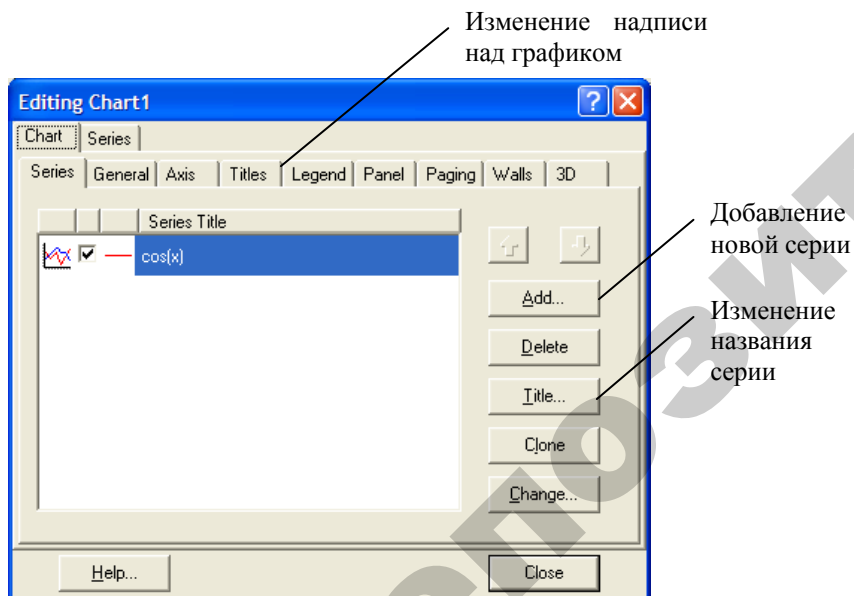 Изменение надписи
над графиком
Editing Chart1
Chart Series
Series General Axis Titles Legend Panel Paging Walls 3D
Series Title
cos(x)
Add...
Delete
Title...
Clone
Change...
Help...
Close
Добавление
новой серии
Изменение
названия
серии